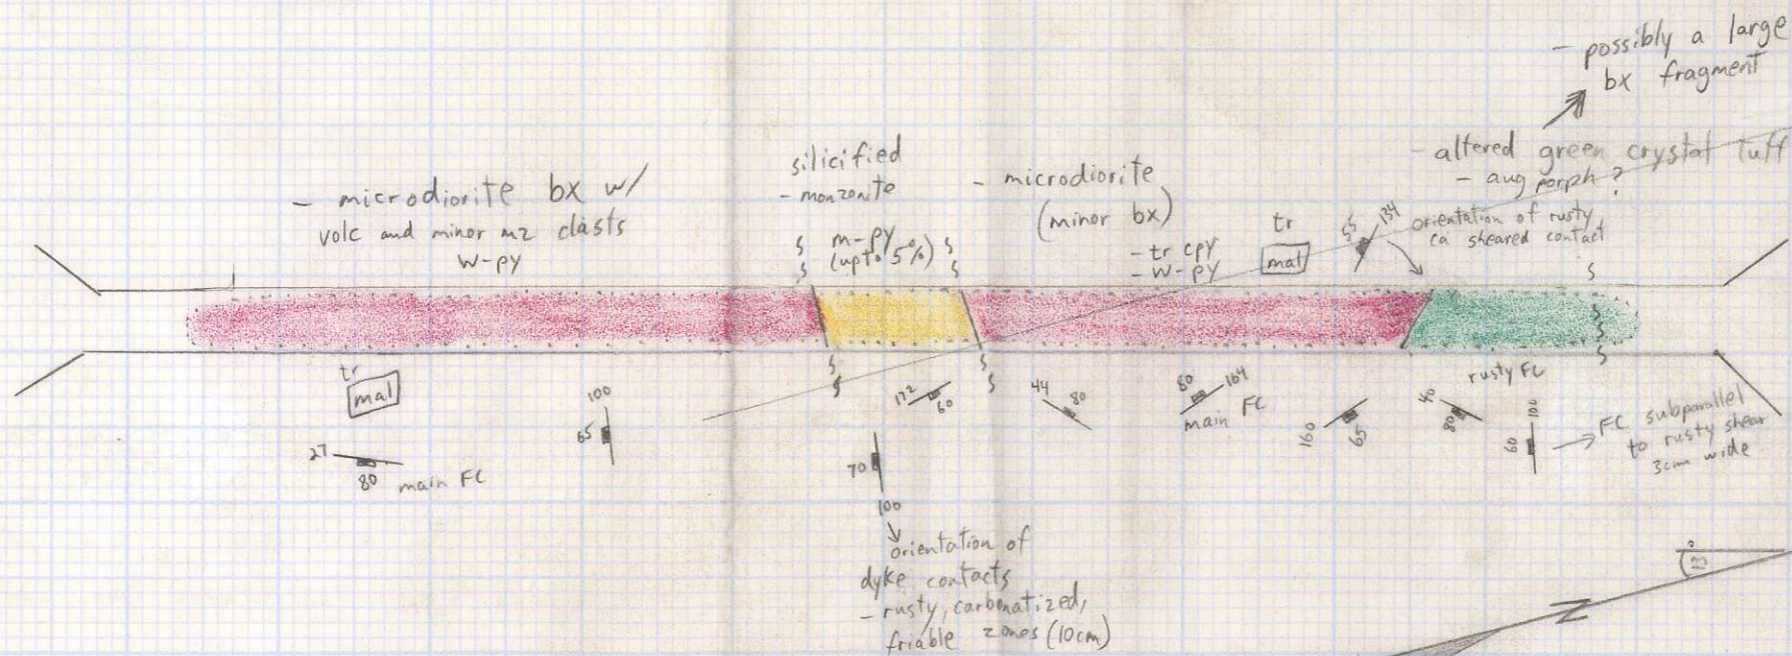 - possibly a large
bx fragment
- altered green crystal tuff
- aug porph ?
orientation of rusty,
ca sheared contact
- microdiorite bx w/
volc and minor mz clasts
w-py
silicified
- monzonite
m-py
(up to 5%)
- microdiorite
(minor bx)
- tr cpy
- w-py
tr
mal
55
134
tr
mal
27
80
main FC
100
65
172
60
70
100
orientation of
dyke contacts
- rusty, carbonatized,
friable zones (10cm)
44
80
80
164
main FC
160
65
rusty FC
40
80
100
60
FC subparallel
to rusty shear
3cm wide
13°
N